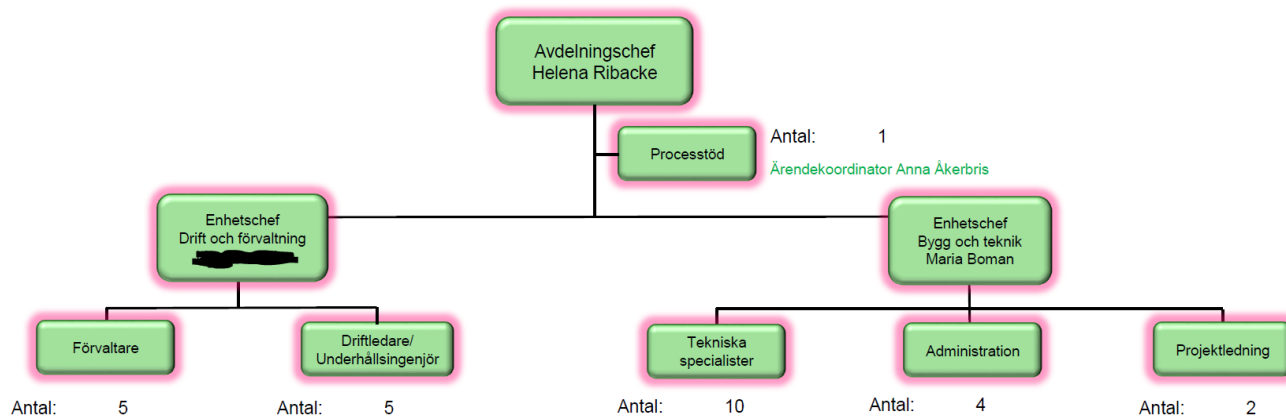 Avdelningschef
Helena Ribacke
Processtöd
Antal: 1
Ärendekoordinator Anna Åkerbris
Enhetschef
Drift och förvaltning
Enhetschef
Bygg och teknik
Maria Boman
Förvaltare
Driftledare/
Underhållsingenjör
Tekniska
specialister
Administration
Projektledning
Antal: 5
Antal: 5
Antal: 10
Antal: 4
Antal: 2